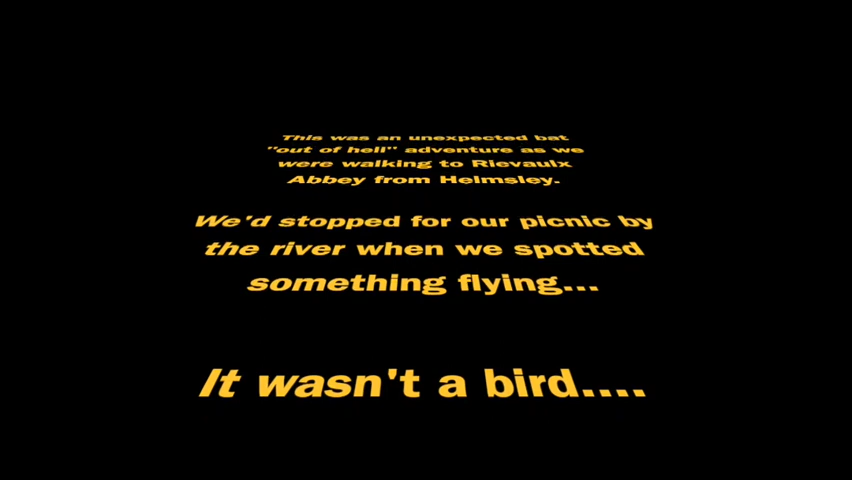 This was an unexpected bat
"out of hell" adventure as we
were walking to Rievaulx
Abbey from Helmsley.
We'd stopped for our picnic by
the river when we spotted
something flying...
It wasn't a bird....